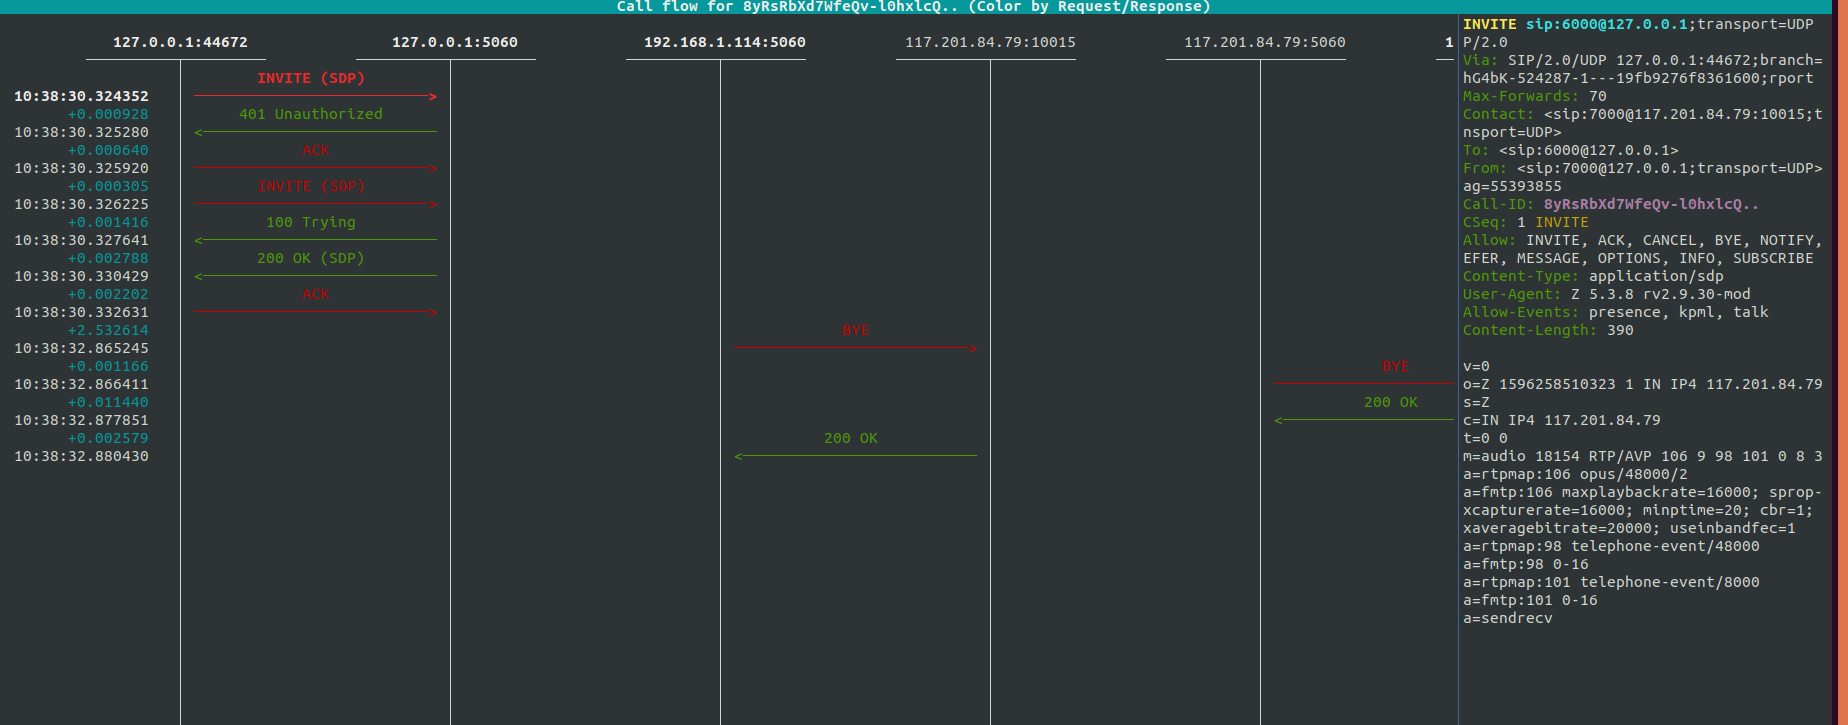 Call flow for 8yRsRbXd7WfeQv-l0hxlcQ.. (Color by Request/Response)
127.0.0.1:44672 127.0.0.1:5060 192.168.1.114:5060 117.201.84.79:10015 117.201.84.79:5060 1
INVITE (SDP)
10:38:30.324352
+0.000928 401 Unauthorized
10:38:30.325280
+0.000640 ACK
10:38:30.325920
+0.000305 INVITE (SDP)
10:38:30.326225
+0.001416 100 Trying
10:38:30.327641
+0.002788 200 OK (SDP)
10:38:30.330429
+0.002202 ACK
10:38:30.332631
+2.532614 BYE
10:38:32.865245
+0.001166 BYE
10:38:32.866411
+0.011440 200 OK
10:38:32.877851
+0.002579 200 OK
10:38:32.880430
INVITE sip:6000@127.0.0.1;transport=UDP
P/2.0
Via: SIP/2.0/UDP 127.0.0.1:44672;branch=
hG4bK-524287-1---19fb9276f8361600;rport
Max-Forwards: 70
Contact: <sip:7000@117.201.84.79:10015;t
nsport=UDP>
To: <sip:6000@127.0.0.1>
From: <sip:7000@127.0.0.1;transport=UDP>
ag=55393855
Call-ID: 8yRsRbXd7WfeQv-l0hxlcQ..
CSeq: 1 INVITE
Allow: INVITE, ACK, CANCEL, BYE, NOTIFY,
EFER, MESSAGE, OPTIONS, INFO, SUBSCRIBE
Content-Type: application/sdp
User-Agent: Z 5.3.8 rv2.9.30-mod
Allow-Events: presence, kpml, talk
Content-Length: 390
v=0
o=Z 1596258510323 1 IN IP4 117.201.84.79
s=Z
c=IN IP4 117.201.84.79
t=0 0
m=audio 18154 RTP/AVP 106 9 98 101 0 8 3
a=rtpmap:106 opus/48000/2
a=fmtp:106 maxplaybackrate=16000; sprop-
xcapturerate=16000; minptime=20; cbr=1;
xaveragebitrate=20000; useinbandfec=1
a=rtpmap:98 telephone-event/48000
a=fmtp:98 0-16
a=rtpmap:101 telephone-event/8000
a=fmtp:101 0-16
a=sendrecv